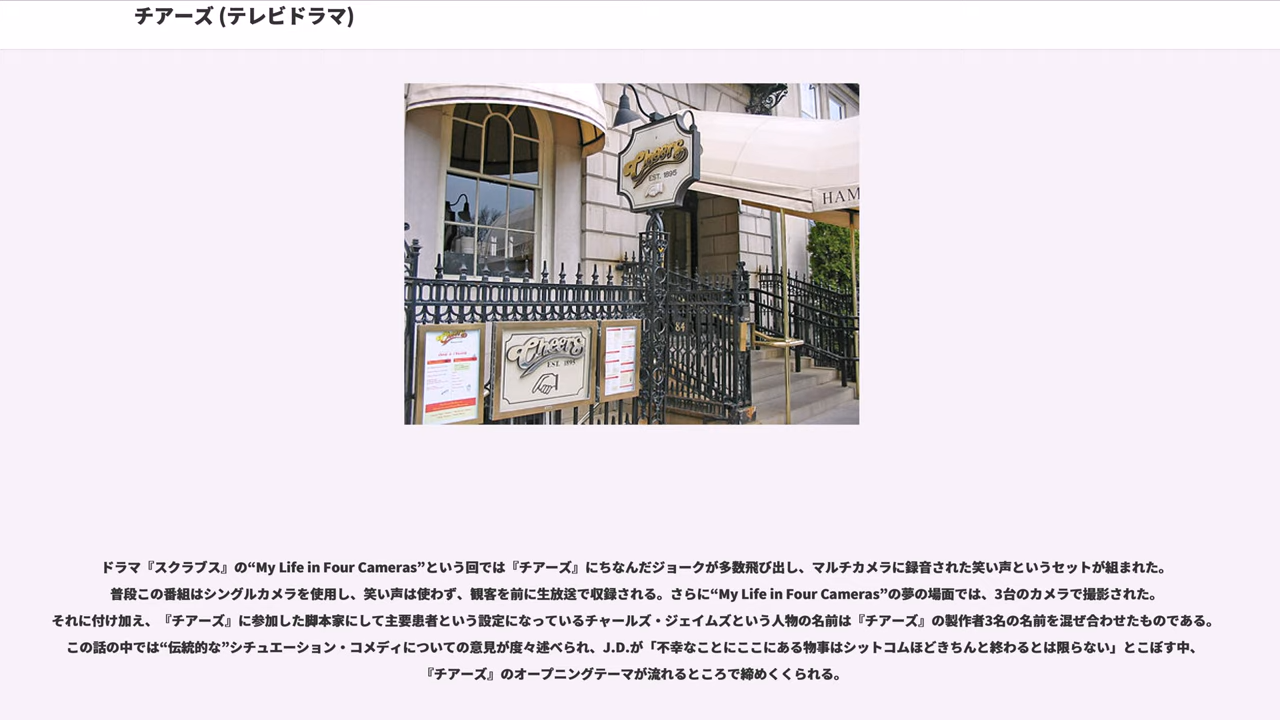 チアーズ (テレビドラマ)
Cheers
EST. 1895
HAM
84
Cheers
EST. 1895
ドラマ『スクラブス』の“My Life in Four Cameras”という回では『チアーズ』にちなんだジョークが多数飛び出し、マルチカメラに録音された笑い声というセットが組まれた。
普段この番組はシングルカメラを使用し、笑い声は使わず、観客を前に生放送で収録される。さらに“My Life in Four Cameras”の夢の場面では、3台のカメラで撮影された。
それに付け加え、『チアーズ』に参加した脚本家にして主要患者という設定になっているチャールズ・ジェイムズという人物の名前は『チアーズ』の製作者3名の名前を混ぜ合わせたものである。
この話の中では“伝統的な”シチュエーション・コメディについての意見が度々述べられ、J.D.が「不幸なことにここにある物事はシットコムほどきちんと終わるとは限らない」とこぼす中、
『チアーズ』のオープニングテーマが流れるところで締めくくられる。